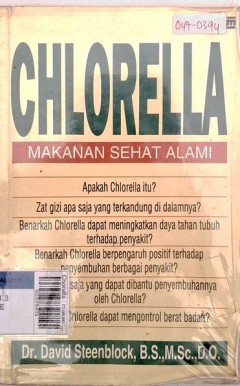 04-0394
CHLORELLA
MAKANAN SEHAT ALAMI
Apakah Chlorella itu?
Zat gizi apa saja yang terkandung di dalamnya?
Benarkah Chlorella dapat meningkatkan daya tahan tubuh
terhadap penyakit?
Benarkah Chlorella berpengaruh positif terhadap
penyembuhan berbagai penyakit?
saja yang dapat dibantu penyembuhannya
oleh Chlorella?
Chlorella dapat mengontrol berat badan?
Dr. David Steenblock, B.S.,M.Sc.,D.O.